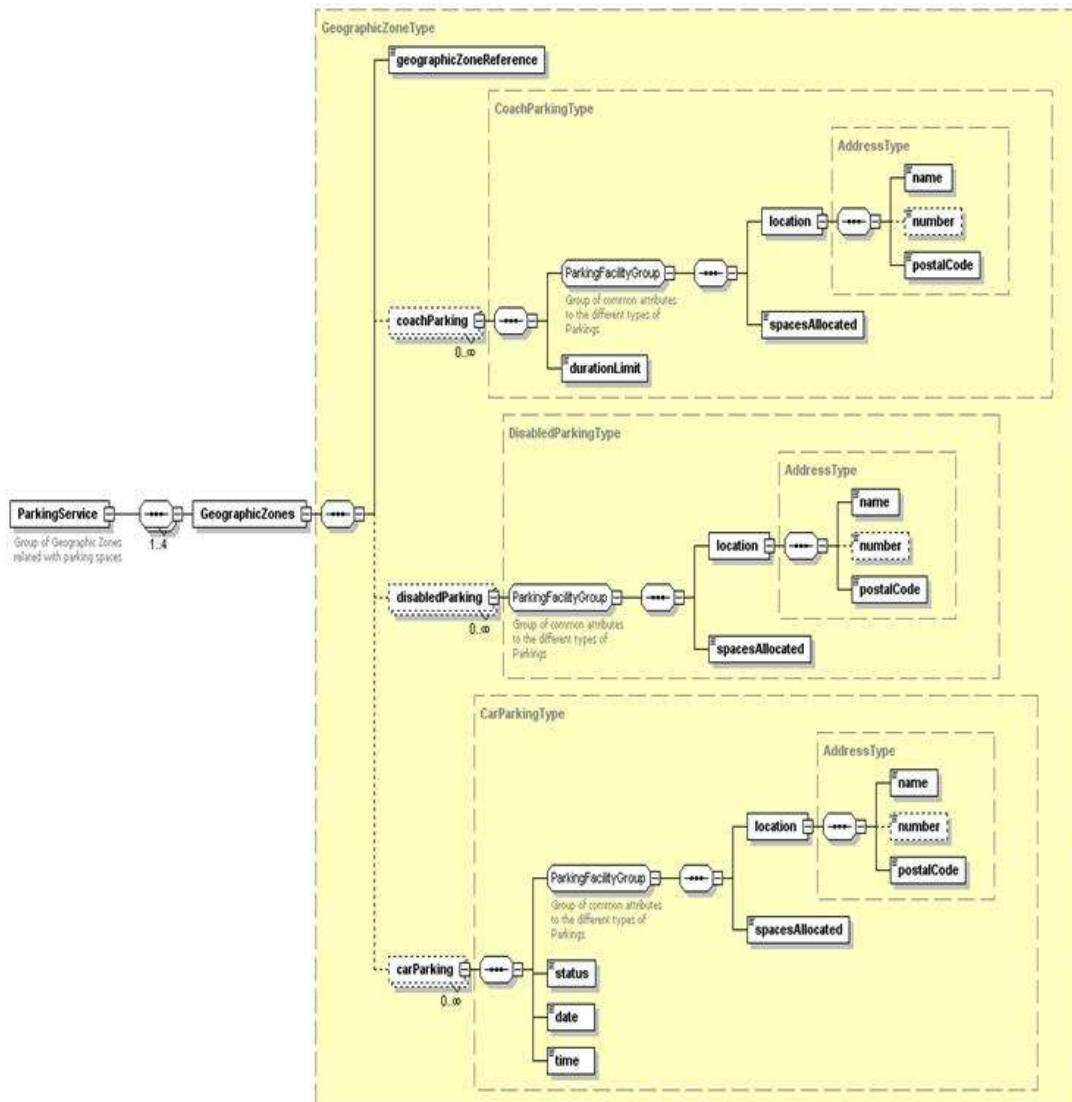 GeographicZoneType
geographicZoneReference
CoachParkingType
AddressType
name
number
postalCode
location
ParkingFacilityGroup
Group of common attributes
to the different types of
Parkings
spacesAllocated
coachParking
0..∞
durationLimit
DisabledParkingType
AddressType
name
number
postalCode
location
ParkingService
Group of Geographic Zones
related with parking spaces
1..4
GeographicZones
disabledParking
0..∞
ParkingFacilityGroup
Group of common attributes
to the different types of
Parkings
spacesAllocated
CarParkingType
AddressType
name
number
postalCode
location
ParkingFacilityGroup
Group of common attributes
to the different types of
Parkings
spacesAllocated
carParking
0..∞
status
date
time